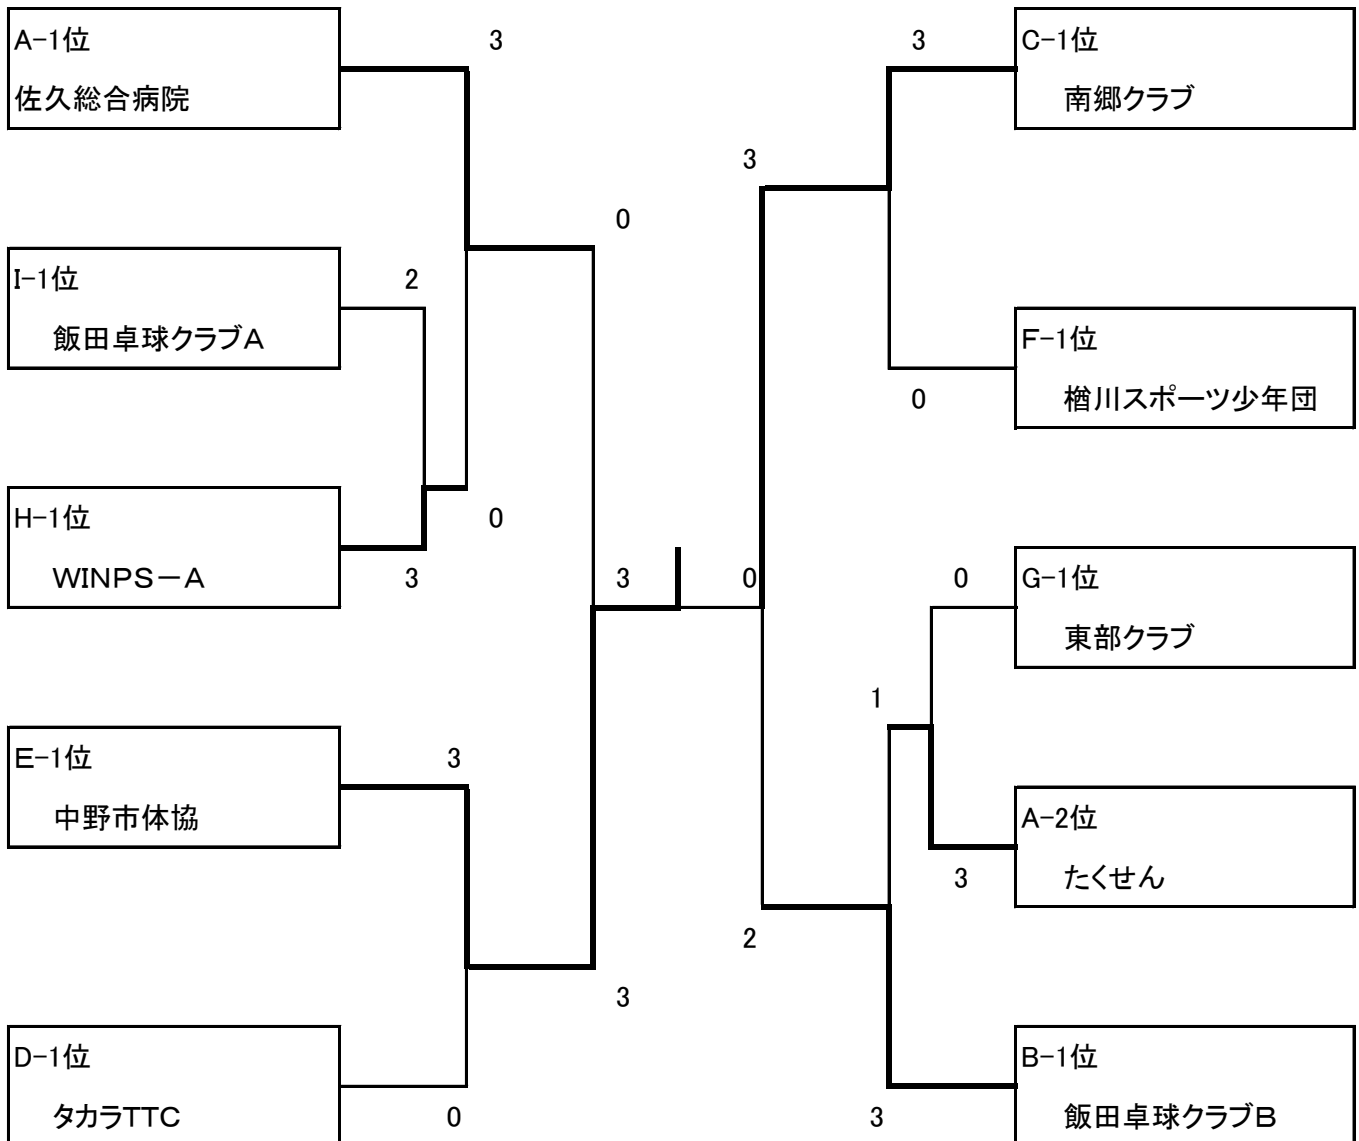 A-1位
佐久総合病院
3
I-1位
飯田卓球クラブA
2
H-1位
WINPS－A
3
0
0
E-1位
中野市体協
3
D-1位
タカラTTC
0
3
3
0
3
C-1位
南郷クラブ
3
F-1位
楢川スポーツ少年団
0
G-1位
東部クラブ
0
1
A-2位
たくせん
3
2
B-1位
飯田卓球クラブB
3